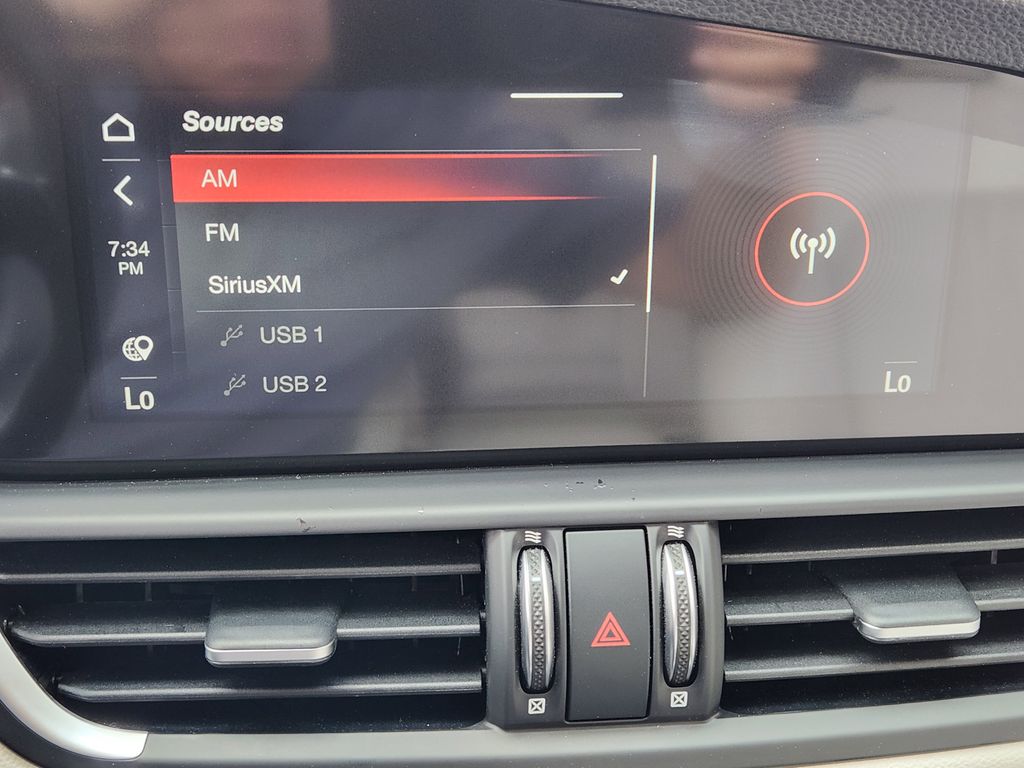 Sources
AM
FM
7:34
PM
SiriusXM
USB 1
USB 2
Lo
Lo